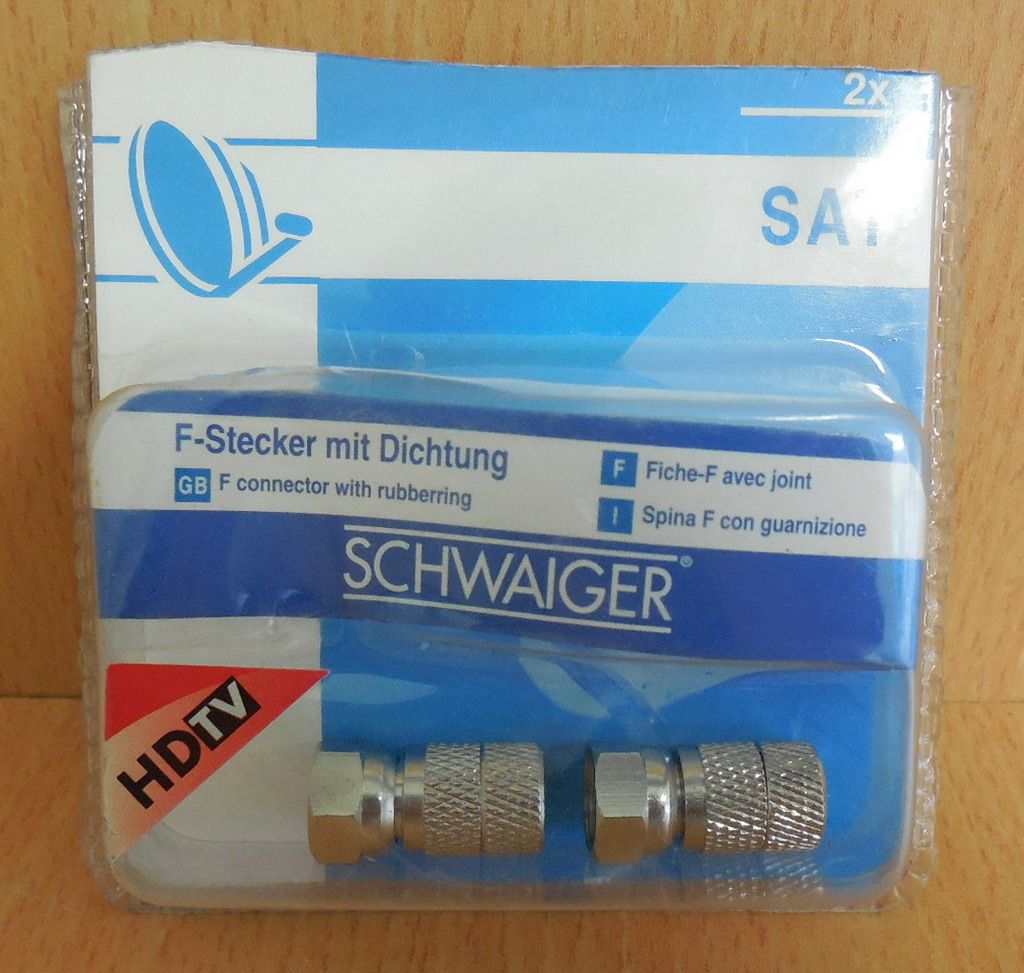 2x
SAT
F-Stecker mit Dichtung
GB F connector with rubberring
F Fiche-F avec joint
I Spina F con guarnizione
SCHWAIGER®
HDTV